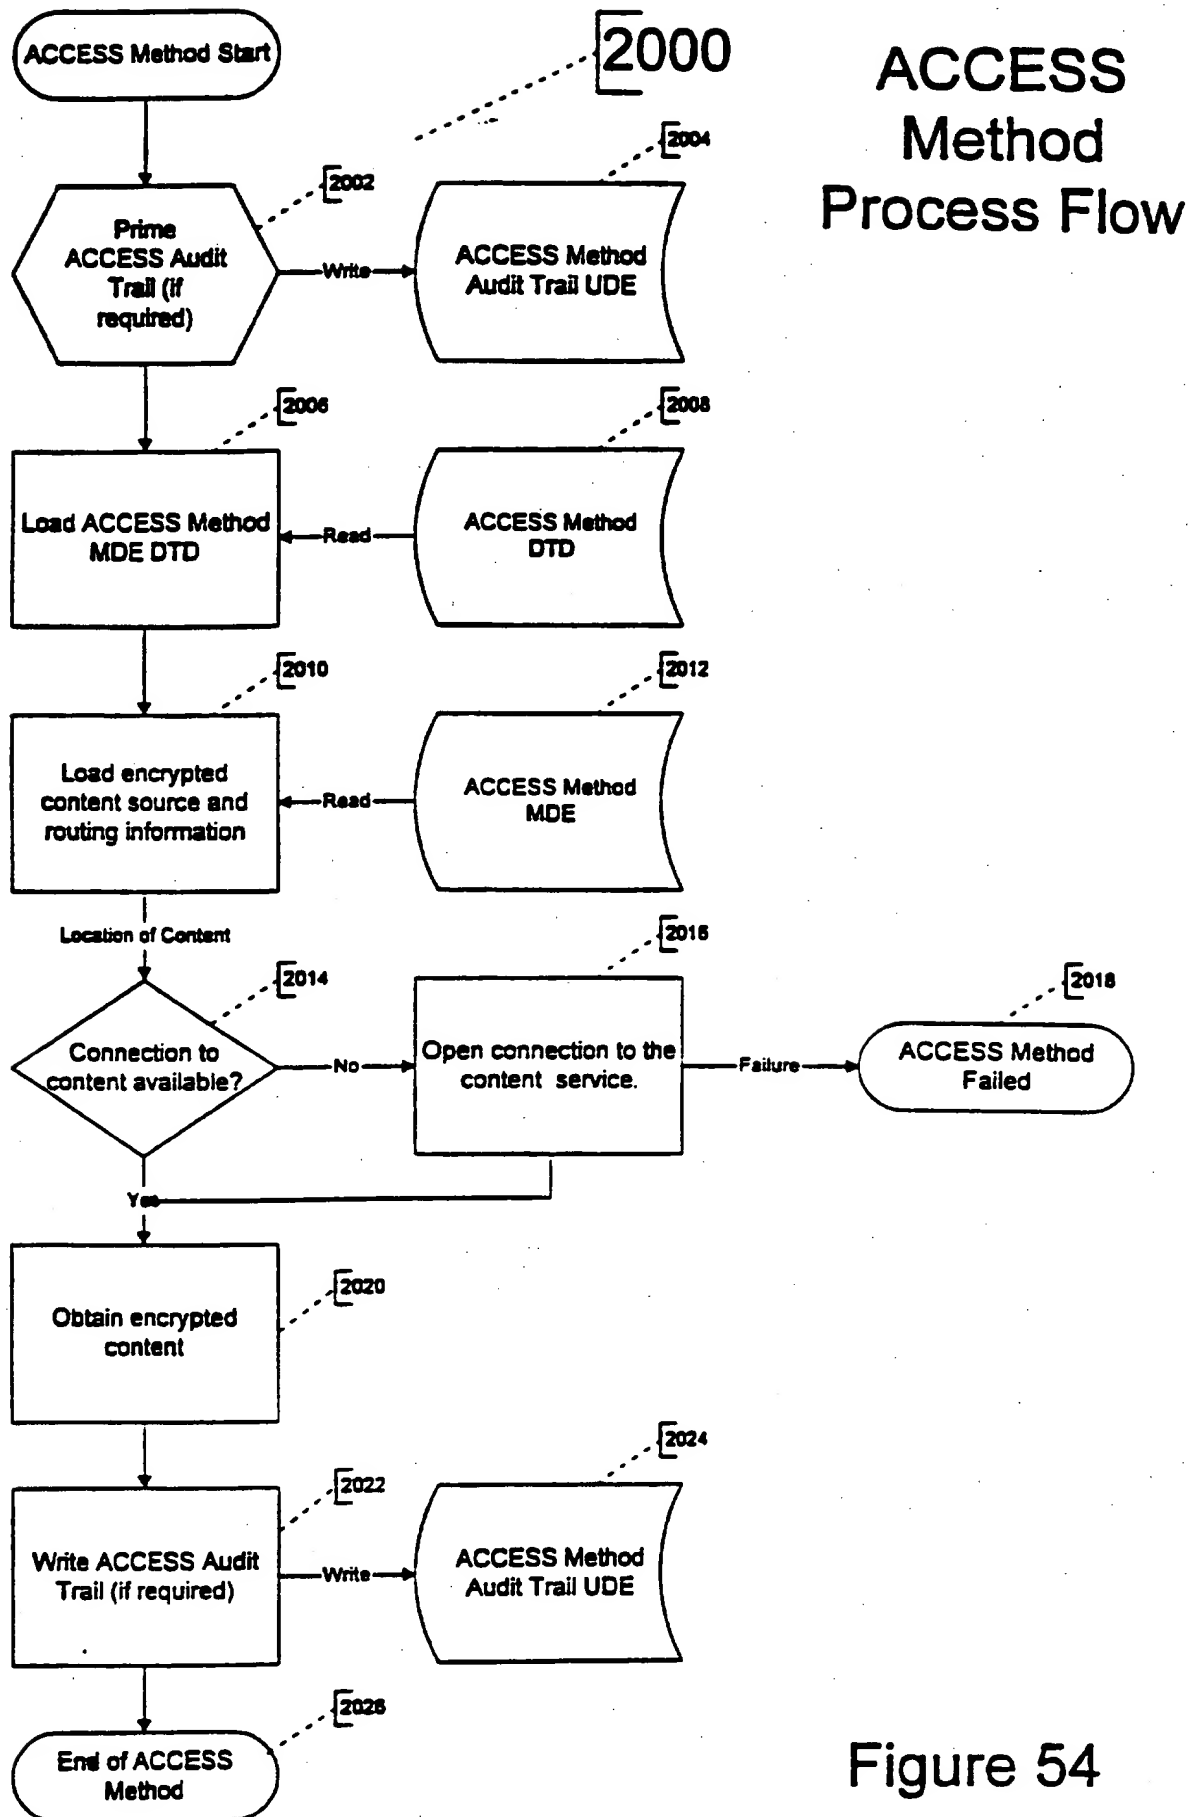 ACCESS Method Start
2000
ACCESS
Method
Process Flow
2002
2004
Prime
ACCESS Audit
Trail (if
required)
Write
ACCESS Method
Audit Trail UDE
2006
2008
Load ACCESS Method
MDE DTD
Read
ACCESS Method
DTD
2010
2012
Load encrypted
content source and
routing information
Read
ACCESS Method
MDE
Location of Content
2014
2016
2018
Connection to
content available?
No
Open connection to the
content service.
Failure
ACCESS Method
Failed
Yes
2020
Obtain encrypted
content
2022
2024
Write ACCESS Audit
Trail (if required)
Write
ACCESS Method
Audit Trail UDE
2026
End of ACCESS
Method
Figure 54